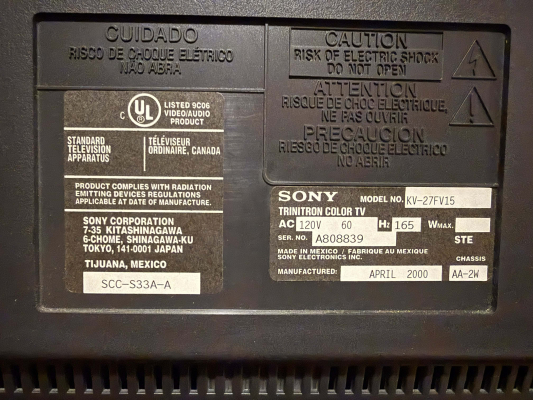 CUIDADO
RISCO DE CHOQUE ELÉTRICO
NÃO ABRA
CAUTION
RISK OF ELECTRIC SHOCK
DO NOT OPEN
ATTENTION
RISQUE DE CHOC ELECTRIQUE,
NE PAS OUVRIR
PRECAUCION
RIESGO DE CHOQUE ELECTRICO
NO ABRIR
C UL LISTED 9C06
VIDEO/AUDIO
PRODUCT
STANDARD
TELEVISION
APPARATUS
TÉLÉVISEUR
ORDINAIRE, CANADA
PRODUCT COMPLIES WITH RADIATION
EMITTING DEVICES REGULATIONS
APPLICABLE AT DATE OF MANUFACTURE.
SONY CORPORATION
7-35 KITASHINAGAWA
6-CHOME, SHINAGAWA-KU
TOKYO, 141-0001 JAPAN
TIJUANA, MEXICO
SCC-S33A-A
SONY MODEL NO. KV-27FV15
TRINITRON COLOR TV
AC 120V 60 Hz 165 WMAX.
SER. NO. A808839 STE
MADE IN MEXICO / FABRIQUE AU MEXIQUE
SONY ELECTRONICS INC. CHASSIS
MANUFACTURED: APRIL 2000 AA-2W